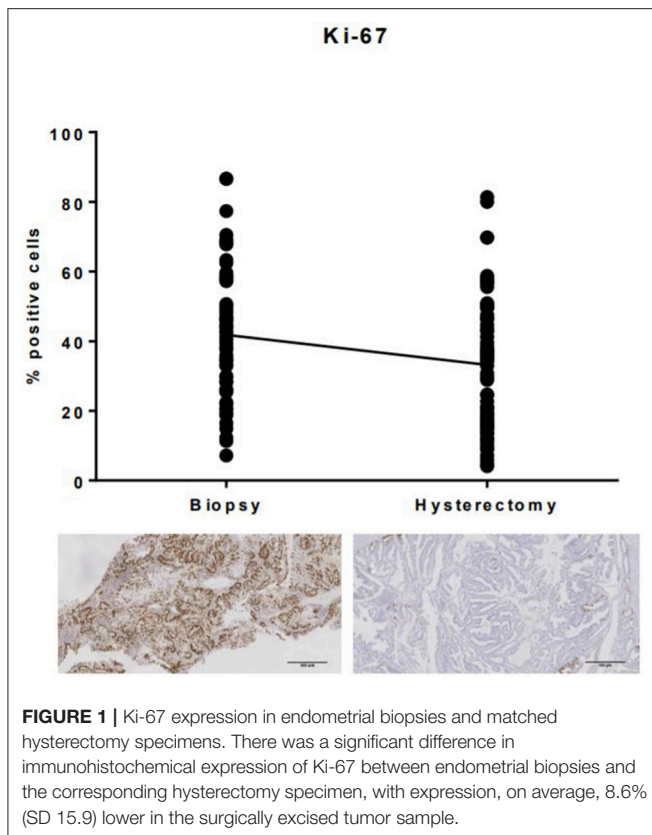 Ki-67
100
80
60
40
20
0
% positive cells
Biopsy Hysterectomy
FIGURE 1 | Ki-67 expression in endometrial biopsies and matched
hysterectomy specimens. There was a significant difference in
immunohistochemical expression of Ki-67 between endometrial biopsies and
the corresponding hysterectomy specimen, with expression, on average, 8.6%
(SD 15.9) lower in the surgically excised tumor sample.